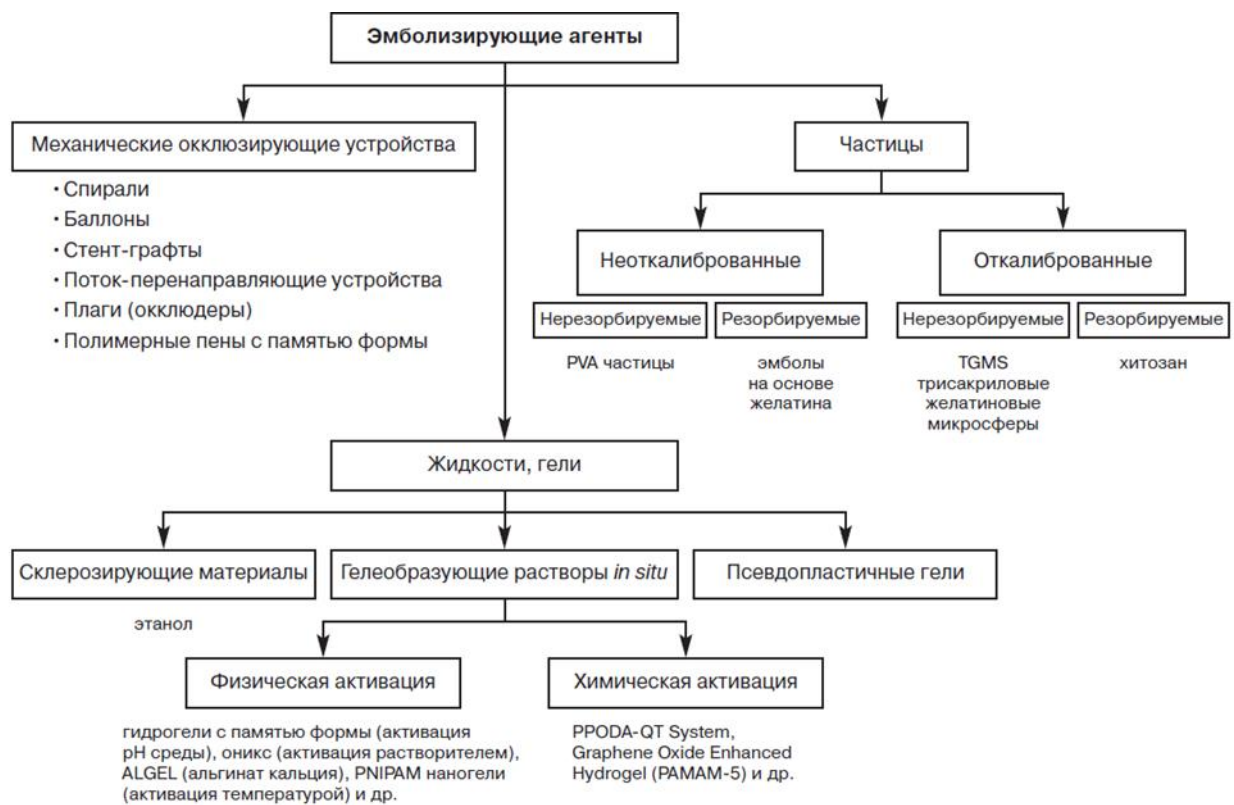 Эмболизирующие агенты
Механические окклюзирующие устройства
• Спирали
• Баллоны
• Стент-графты
• Поток-перенаправляющие устройства
• Плаги (окклюдеры)
• Полимерные пены с памятью формы
Частицы
Неоткалиброванные
Откалиброванные
Нерезорбируемые
Резорбируемые
Нерезорбируемые
Резорбируемые
PVA частицы
эмболы
на основе
желатина
TGMS
трисакриловые
желатиновые
микросферы
хитозан
Жидкости, гели
Склерозирующие материалы
Гелеобразующие растворы in situ
Псевдопластичные гели
этанол
Физическая активация
Химическая активация
гидрогели с памятью формы (активация
pH среды), оникс (активация растворителем),
ALGEL (альгинат кальция), PNIPAM наногели
(активация температурой) и др.
PPODA-QT System,
Graphene Oxide Enhanced
Hydrogel (PAMAM-5) и др.